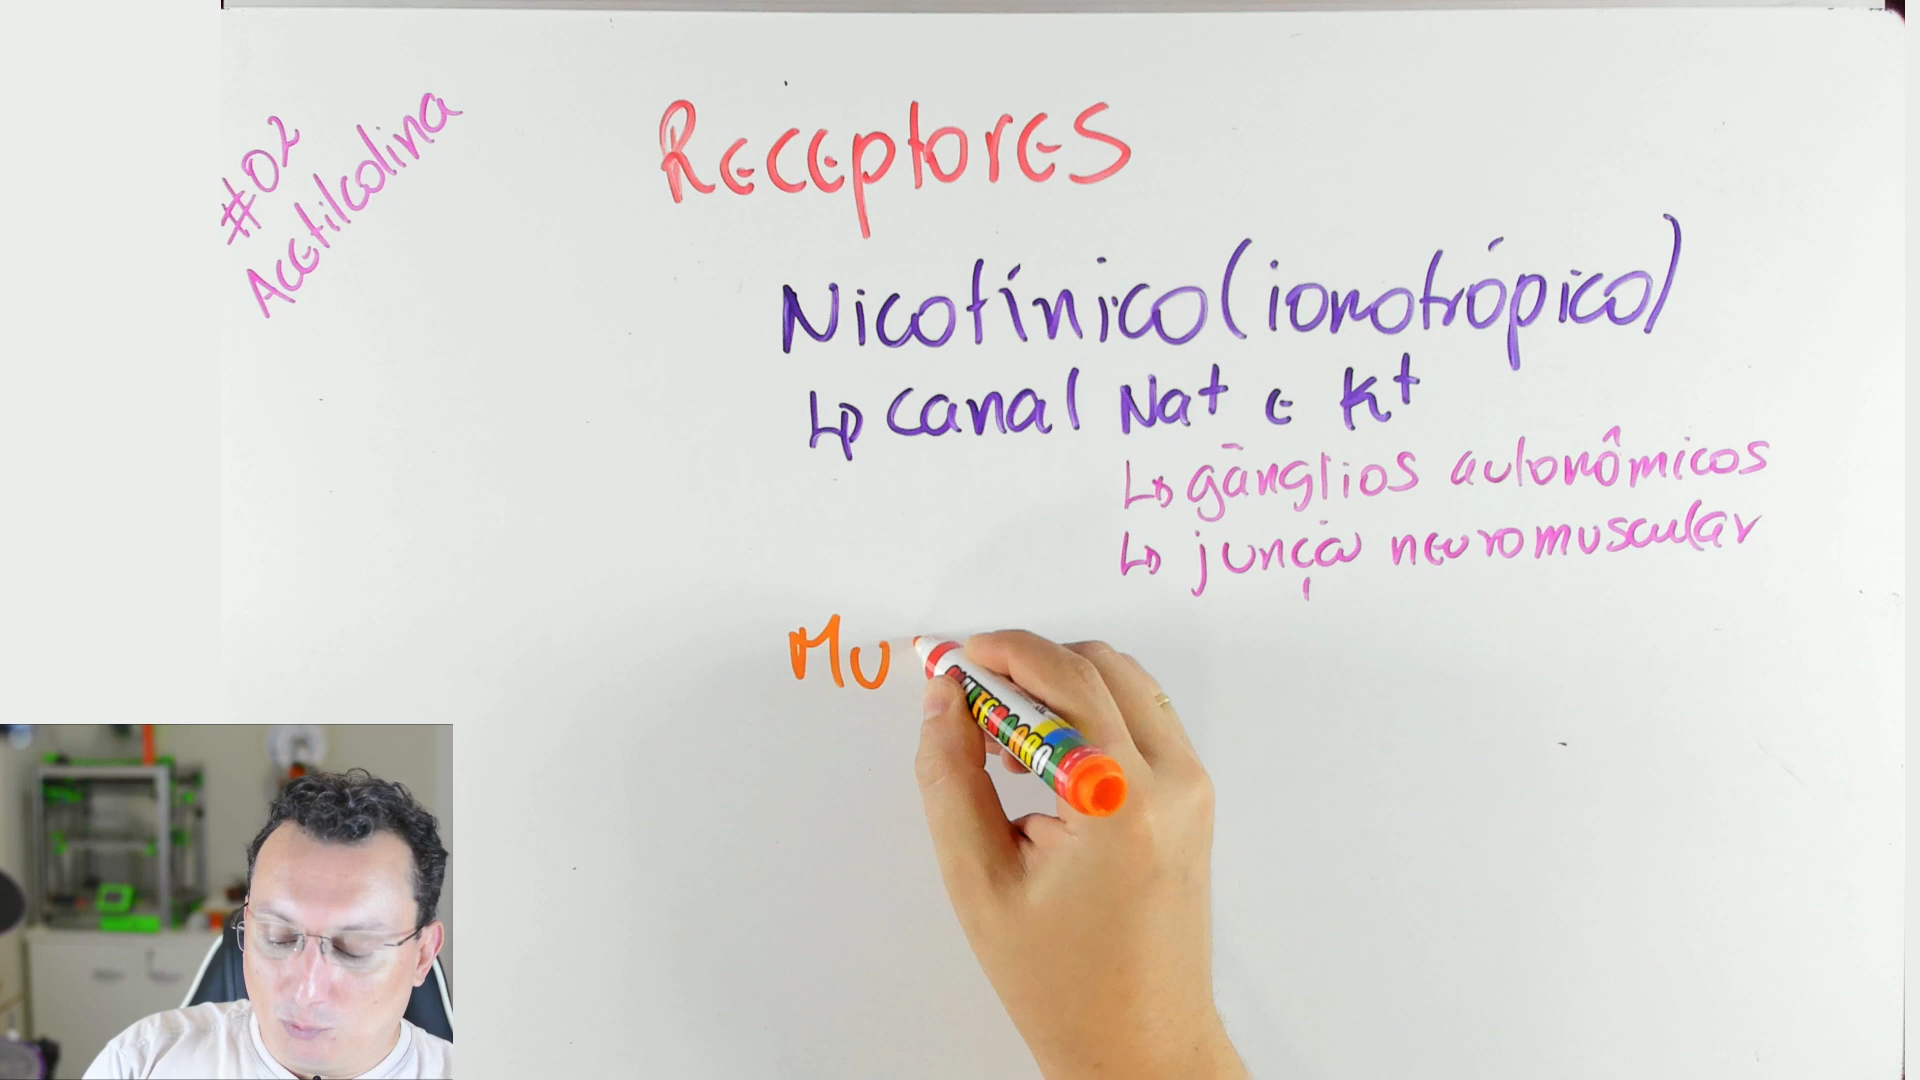 #02
Acetilcolina
Receptores
Nicotínico (ionotrópico)
↳ canal Na⁺ e K⁺
↳ gânglios autonômicos
↳ junção neuromuscular
Mu